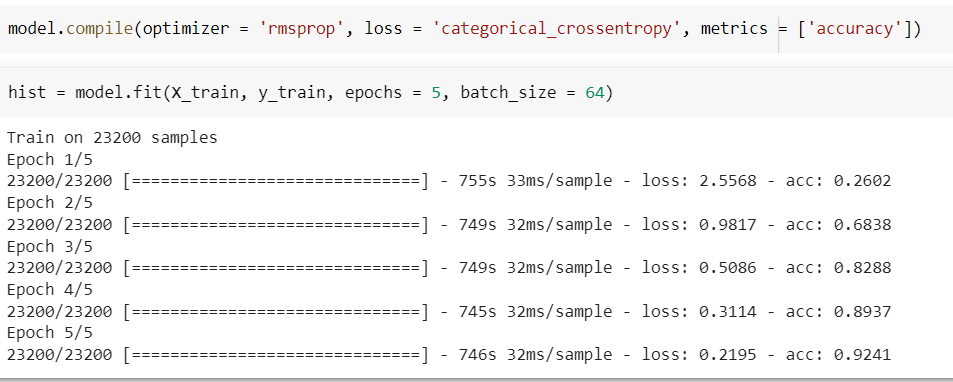 model.compile(optimizer = 'rmsprop', loss = 'categorical_crossentropy', metrics = ['accuracy'])
hist = model.fit(X_train, y_train, epochs = 5, batch_size = 64)
Train on 23200 samples
Epoch 1/5
23200/23200 [==============================] - 755s 33ms/sample - loss: 2.5568 - acc: 0.2602
Epoch 2/5
23200/23200 [==============================] - 749s 32ms/sample - loss: 0.9817 - acc: 0.6838
Epoch 3/5
23200/23200 [==============================] - 749s 32ms/sample - loss: 0.5086 - acc: 0.8288
Epoch 4/5
23200/23200 [==============================] - 745s 32ms/sample - loss: 0.3114 - acc: 0.8937
Epoch 5/5
23200/23200 [==============================] - 746s 32ms/sample - loss: 0.2195 - acc: 0.9241